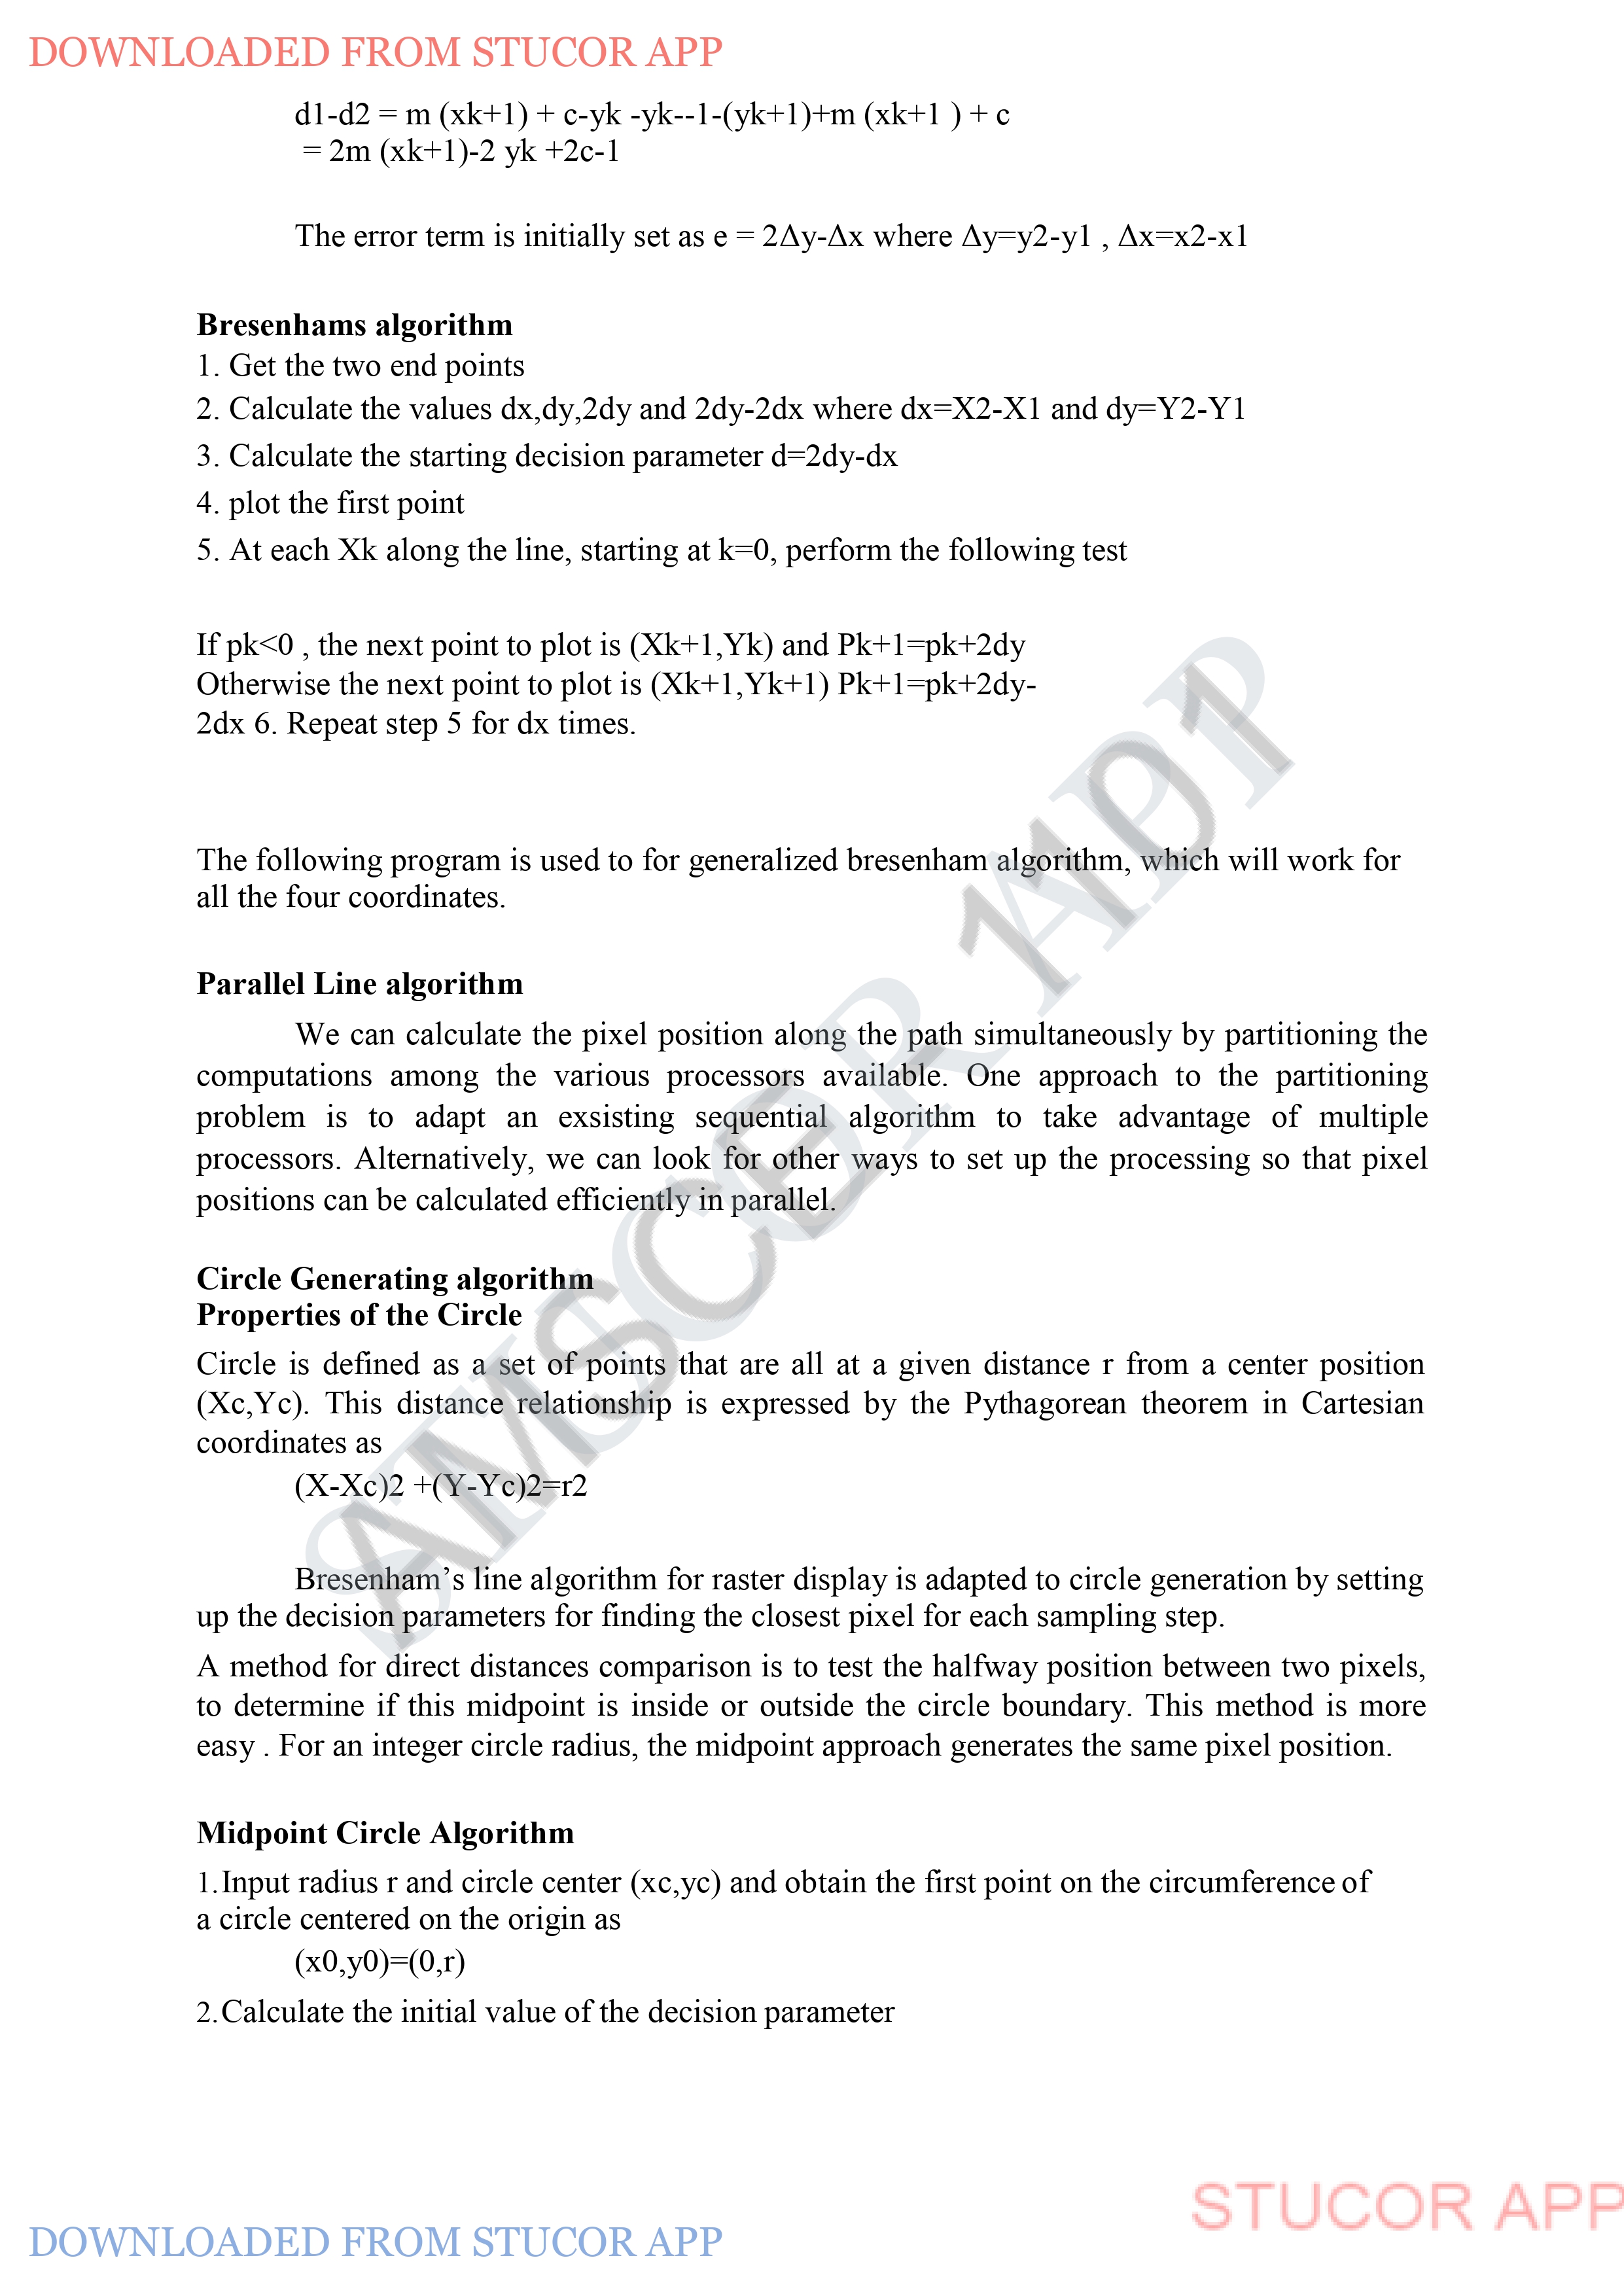 DOWNLOADED FROM STUCOR APP
d1-d2 = m (xk+1) + c-yk -yk--1-(yk+1)+m (xk+1 ) + c
= 2m (xk+1)-2 yk +2c-1
The error term is initially set as e = 2Δy-Δx where Δy=y2-y1 , Δx=x2-x1
Bresenhams algorithm
1. Get the two end points
2. Calculate the values dx,dy,2dy and 2dy-2dx where dx=X2-X1 and dy=Y2-Y1
3. Calculate the starting decision parameter d=2dy-dx
4. plot the first point
5. At each Xk along the line, starting at k=0, perform the following test
If pk<0 , the next point to plot is (Xk+1,Yk) and Pk+1=pk+2dy
Otherwise the next point to plot is (Xk+1,Yk+1) Pk+1=pk+2dy-
2dx 6. Repeat step 5 for dx times.
The following program is used to for generalized bresenham algorithm, which will work for
all the four coordinates.
Parallel Line algorithm
We can calculate the pixel position along the path simultaneously by partitioning the
computations among the various processors available. One approach to the partitioning
problem is to adapt an exsisting sequential algorithm to take advantage of multiple
processors. Alternatively, we can look for other ways to set up the processing so that pixel
positions can be calculated efficiently in parallel.
Circle Generating algorithm
Properties of the Circle
Circle is defined as a set of points that are all at a given distance r from a center position
(Xc,Yc). This distance relationship is expressed by the Pythagorean theorem in Cartesian
coordinates as
(X-Xc)2 +(Y-Yc)2=r2
Bresenham’s line algorithm for raster display is adapted to circle generation by setting
up the decision parameters for finding the closest pixel for each sampling step.
A method for direct distances comparison is to test the halfway position between two pixels,
to determine if this midpoint is inside or outside the circle boundary. This method is more
easy . For an integer circle radius, the midpoint approach generates the same pixel position.
Midpoint Circle Algorithm
1.Input radius r and circle center (xc,yc) and obtain the first point on the circumference of
a circle centered on the origin as
(x0,y0)=(0,r)
2.Calculate the initial value of the decision parameter
STUCOR APP
AMSCE 1101
STUCOR APP
DOWNLOADED FROM STUCOR APP